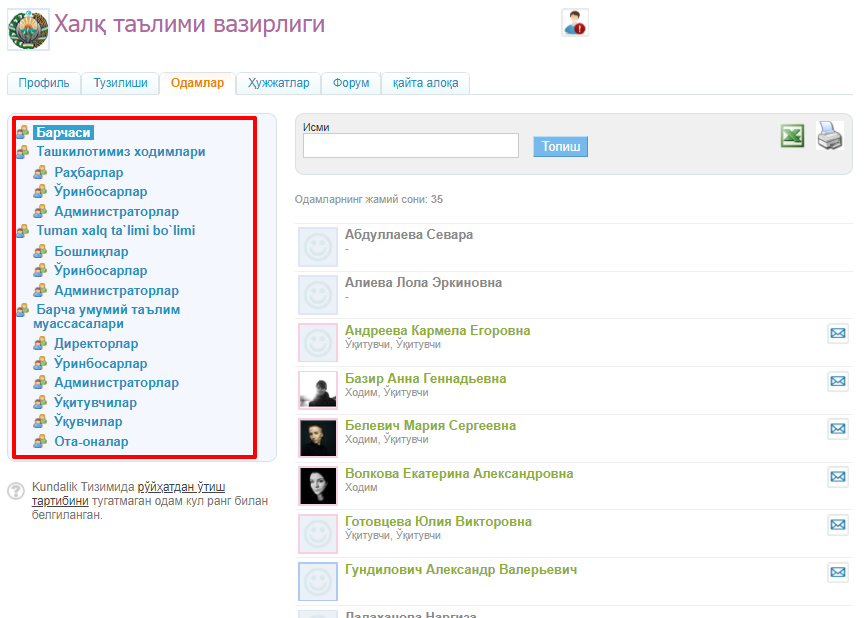 Халқ таълими вазирлиги
Профиль
Тузилиши
Одамлар
Ҳужжатлар
Форум
қайта алоқа
Барчаси
Ташкилотимиз ходимлари
Раҳбарлар
Ўринбосарлар
Администраторлар
Tuman xalq ta`limi bo`limi
Бошлиқлар
Ўринбосарлар
Администраторлар
Барча умумий таълим
муассасалари
Директорлар
Ўринбосарлар
Администраторлар
Ўқитувчилар
Ўқувчилар
Ота-оналар
Kundalik Тизимида рўйҳатдан ўтиш
тартибини тугатмаган одам кул ранг билан
белгиланган.
Исми
Топиш
Одамларнинг жамий сони: 35
Абдуллаева Севара
-
Алиева Лола Эркиновна
-
Андреева Кармела Егоровна
Ўқитувчи, Ўқитувчи
Базир Анна Геннадьевна
Ходим, Ўқитувчи
Белевич Мария Сергеевна
Ходим, Ўқитувчи
Волкова Екатерина Александровна
Ходим
Готовцева Юлия Викторовна
Ўқитувчи, Ўқитувчи
Гундилович Александр Валерьевич